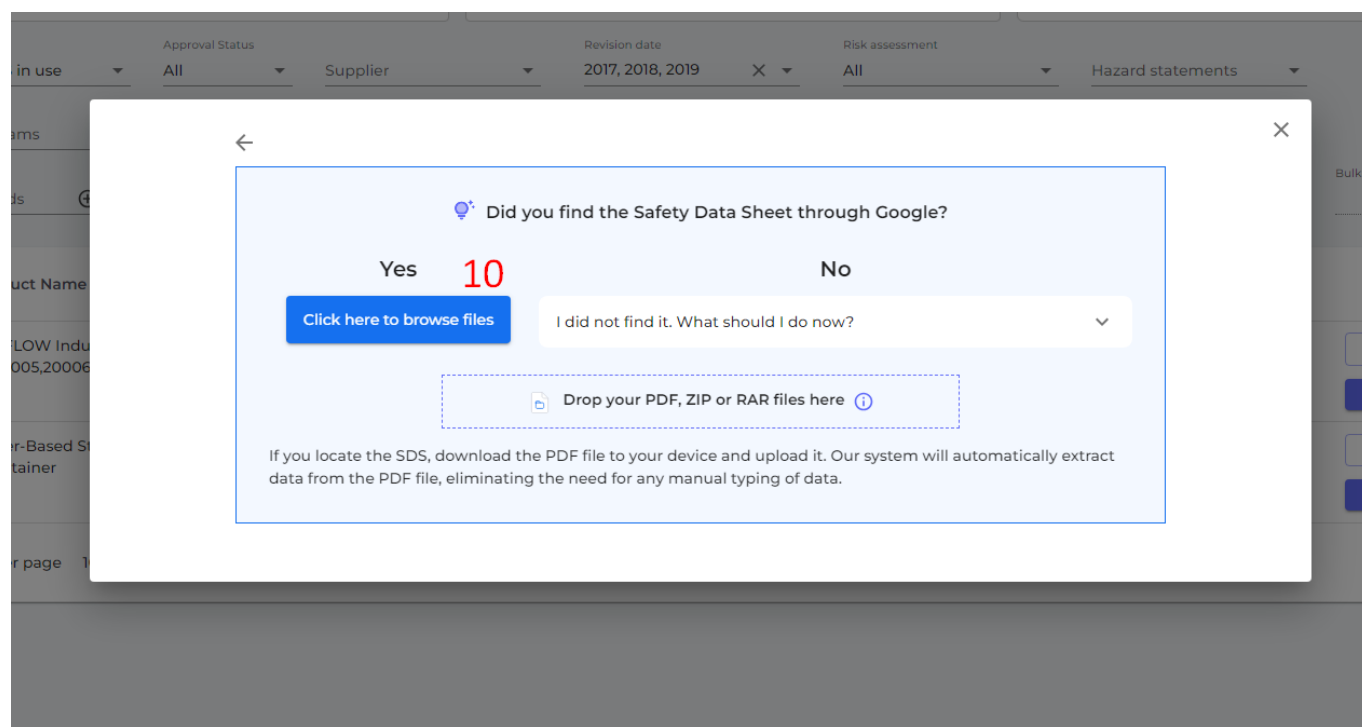 Approval Status
Revision date
Risk assessment
in use
All
Supplier
2017, 2018, 2019
All
Hazard statements
Bulk
Did you find the Safety Data Sheet through Google?
Yes
10
No
uct Name
Click here to browse files
I did not find it. What should I do now?
LOW Indu
005,20006
Drop your PDF, ZIP or RAR files here
If you locate the SDS, download the PDF file to your device and upload it. Our system will automatically extract
data from the PDF file, eliminating the need for any manual typing of data.
er-Based St
tainer
r page